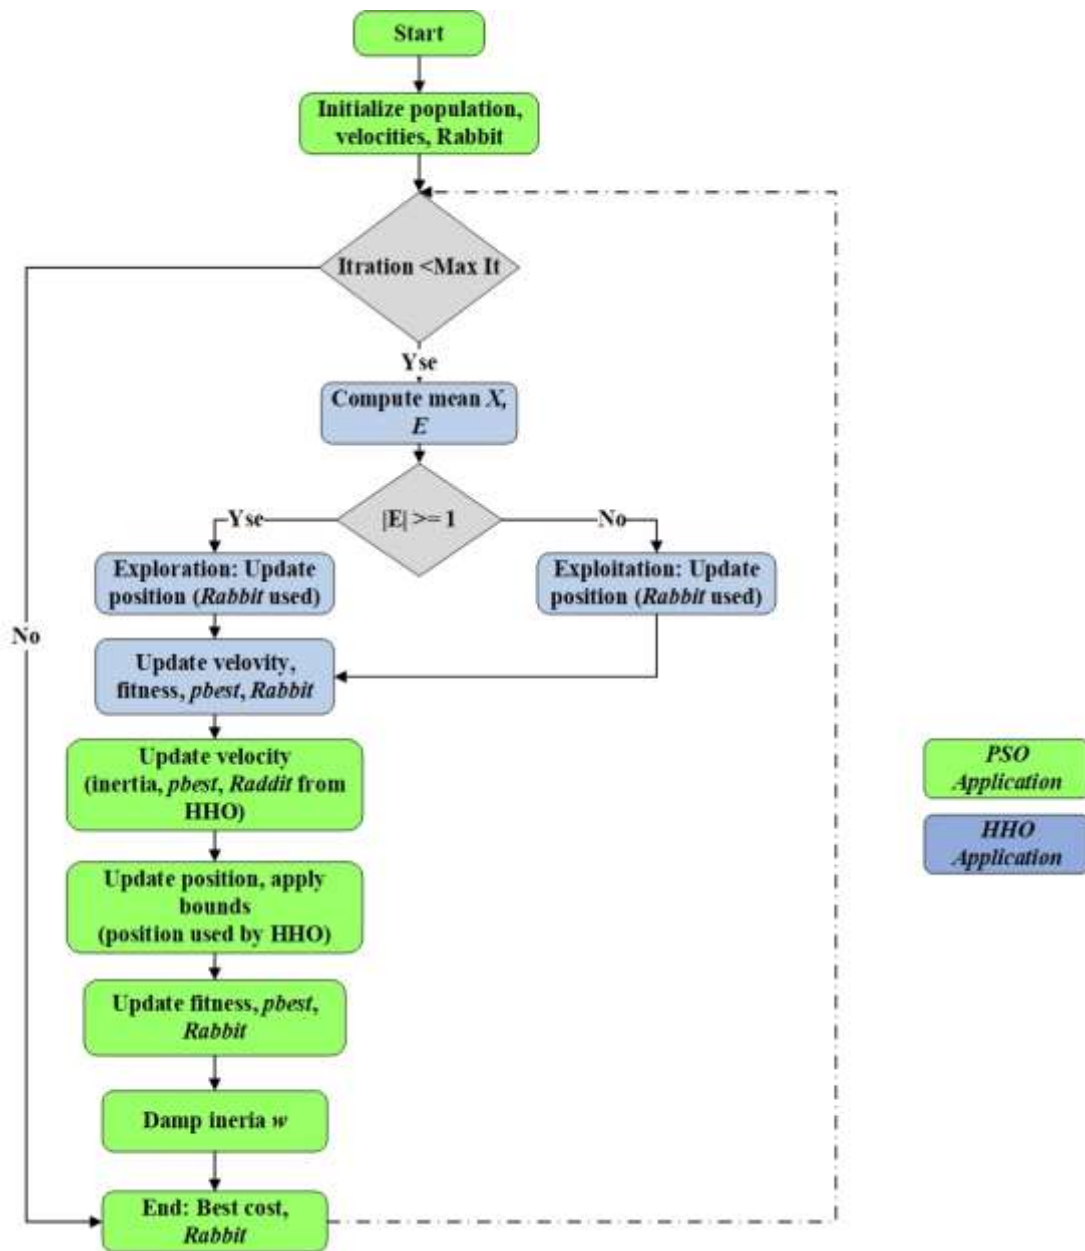 Start
Initialize population,
velocities, Rabbit
Itration <Max It
Yse
Compute mean X,
E
|E| >= 1
Yse
No
Exploration: Update
position (Rabbit used)
Exploitation: Update
position (Rabbit used)
No
Update velovity,
fitness, pbest, Rabbit
Update velocity
(inertia, pbest, Raddit from
HHO)
PSO
Application
HHO
Application
Update position, apply
bounds
(position used by HHO)
Update fitness, pbest,
Rabbit
Damp ineria w
End: Best cost,
Rabbit